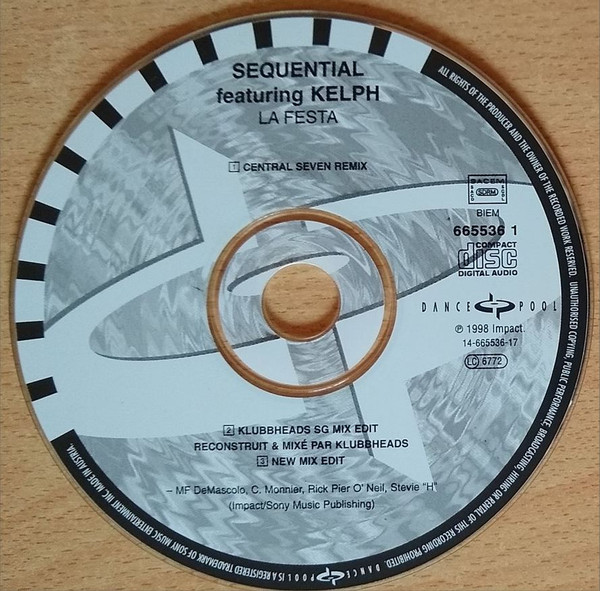 SEQUENTIAL
featuring KELPH
LA FESTA
1 CENTRAL SEVEN REMIX
SACEM
SDRM
BIEM
665536 1
COMPACT
disc
DIGITAL AUDIO
DANCE POOL
℗ 1998 Impact
14-665536-17
LC 6772
2 KLUBBHEADS SG MIX EDIT
RECONSTRUIT & MIXÉ PAR KLUBBHEADS
3 NEW MIX EDIT
– MF DeMascolo, C. Monnier, Rick Pier O' Neil, Stevie "H"
(Impact/Sony Music Publishing)
ALL RIGHTS OF THE PRODUCER AND THE OWNER OF THE RECORDED WORK RESERVED. UNAUTHORISED COPYING, PUBLIC PERFORMANCE, BROADCASTING, HIRING OR RENTAL OF THIS RECORDING PROHIBITED.
DANCE POOL IS A REGISTERED TRADEMARK OF SONY MUSIC ENTERTAINMENT INC. MADE IN AUSTRIA.